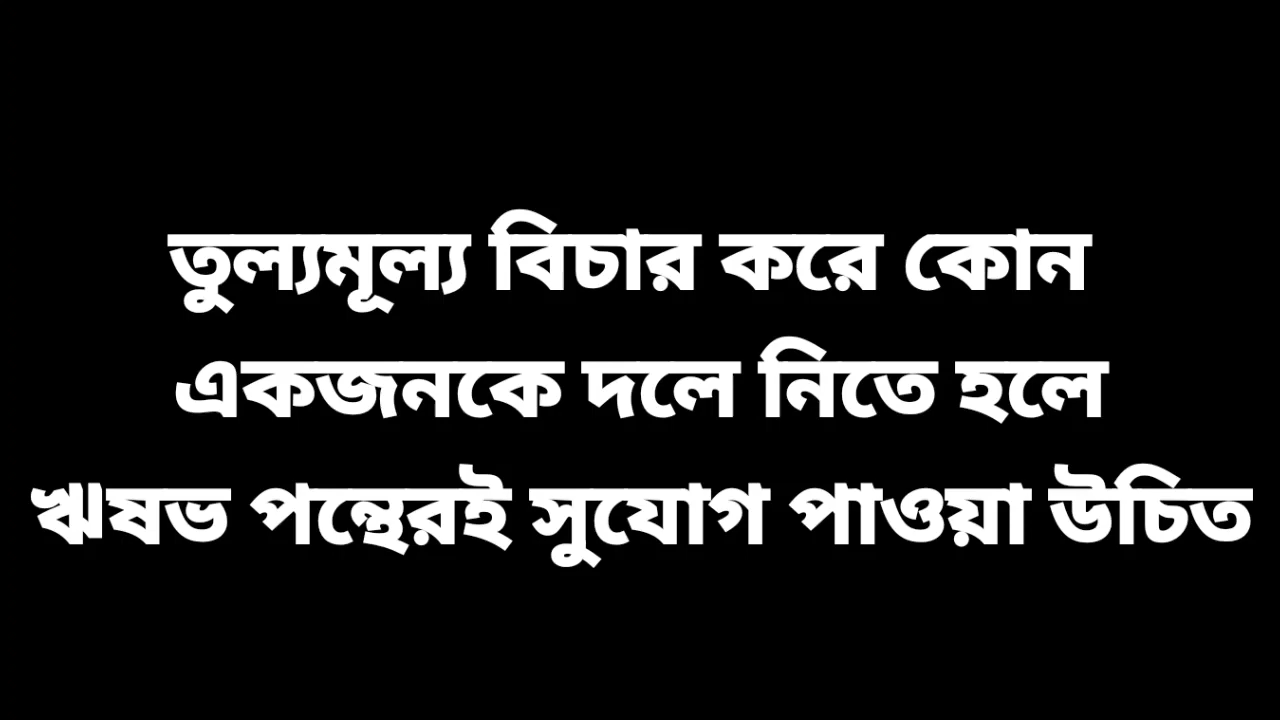 তুল্যমূল্য বিচার করে কোন
একজনকে দলে নিতে হলে
ঋষভ পন্থেরই সুযোগ পাওয়া উচিত